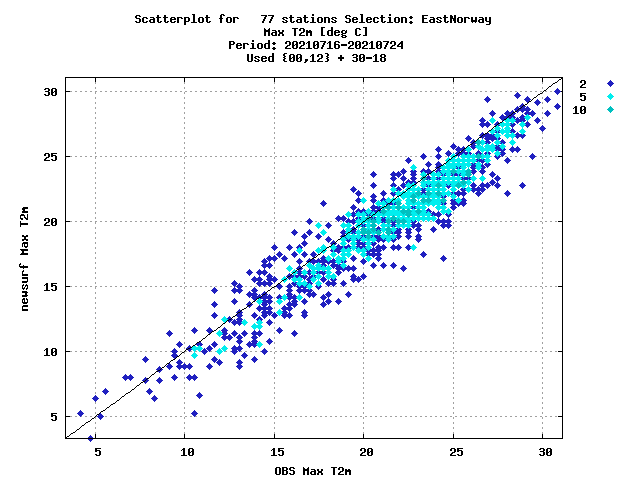 Scatterplot for   77 stations Selection: EastNorway
Max T2m [deg C]
Period: 20210716-20210724
Used {00,12} + 30-18
2
5
10
30
25
20
15
10
5
newsurf Max T2m
5 10 15 20 25 30
OBS Max T2m